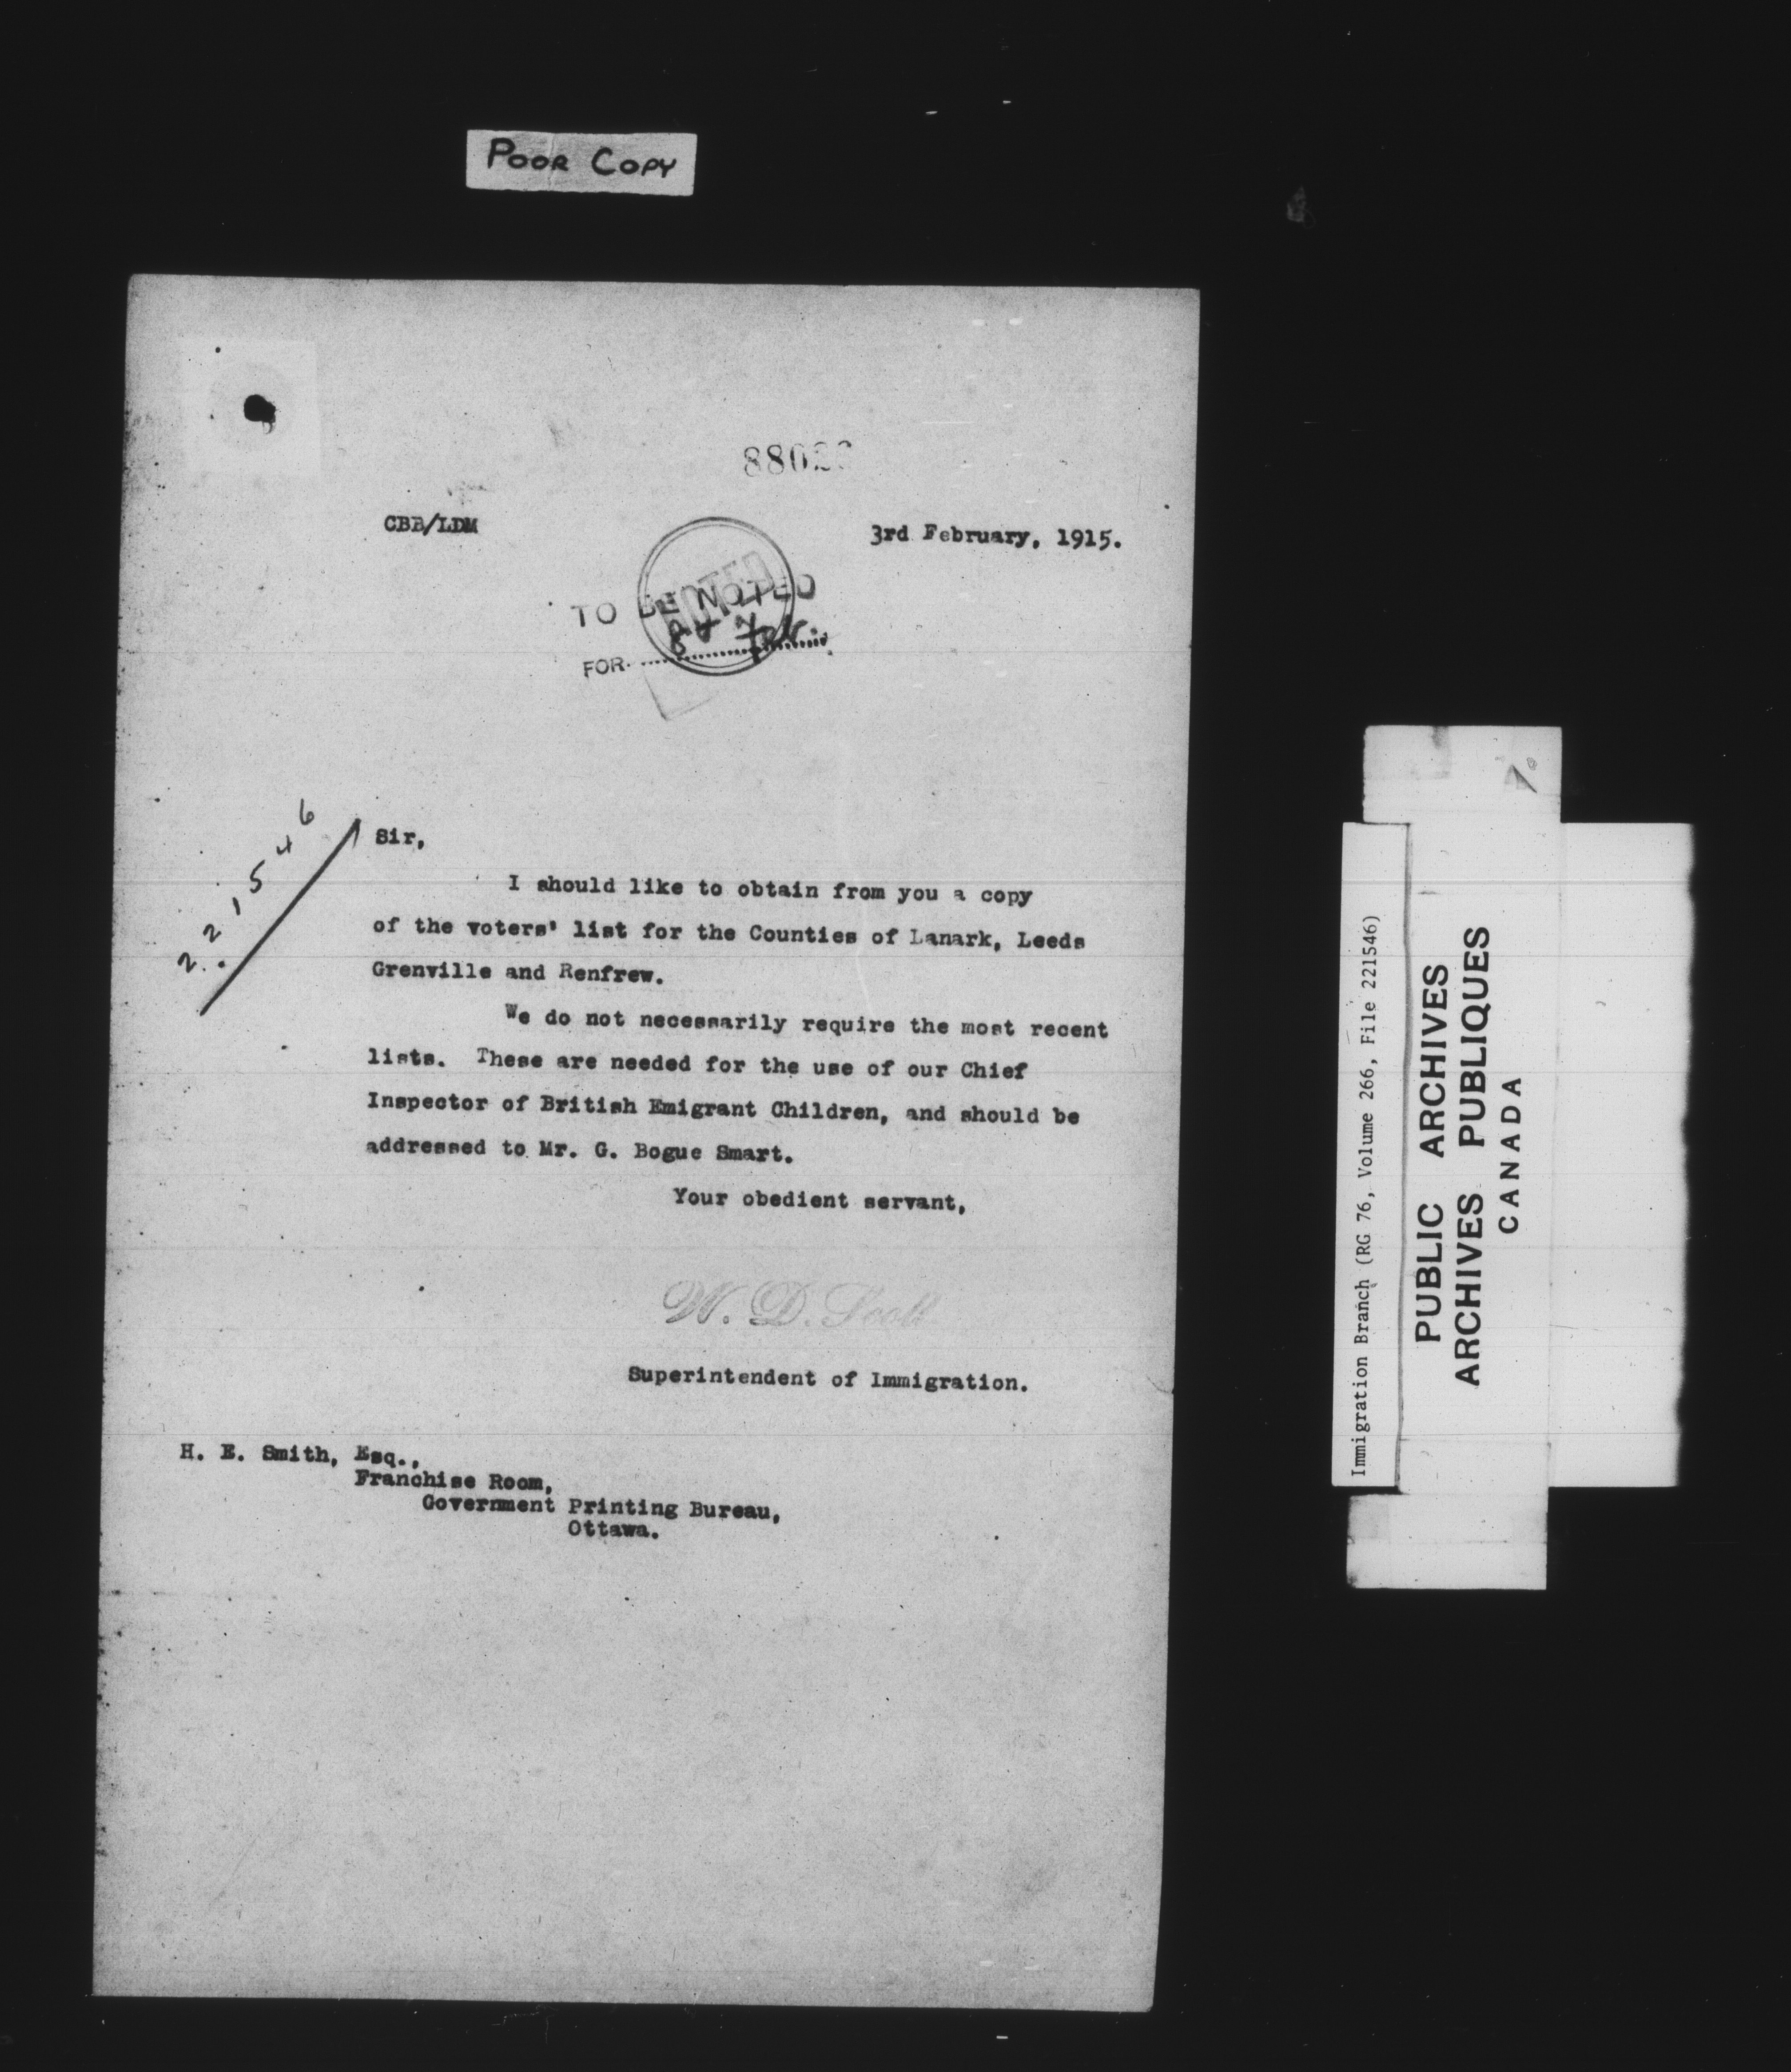 POOR COPY
CBB/LDM
3rd February, 1915.
TO BE NOTED
NOTED
FOR
221546
Sir,
I should like to obtain from you a copy
of the voters' list for the Counties of Lanark, Leeds
Grenville and Renfrew.
We do not necessarily require the most recent
lists. These are needed for the use of our Chief
Inspector of British Emigrant Children, and should be
addressed to Mr. G. Bogue Smart.
Your obedient servant,
W. D. Scott
Superintendent of Immigration.
H. E. Smith, Esq.,
Franchise Room,
Government Printing Bureau,
Ottawa.
Immigration Branch (RG 76, Volume 266, File 221546)
PUBLIC ARCHIVES
ARCHIVES PUBLIQUES
CANADA